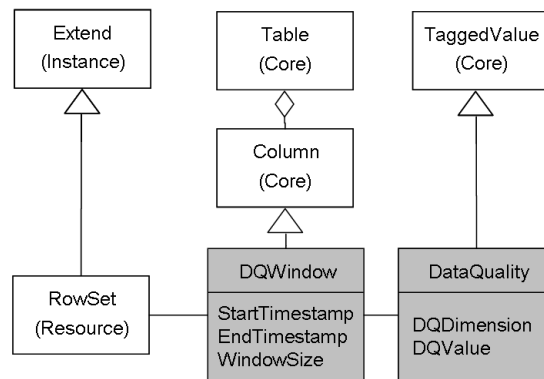 Extend
(Instance)
Table
(Core)
TaggedValue
(Core)
Column
(Core)
RowSet
(Resource)
DQWindow
StartTimestamp
EndTimestamp
WindowSize
DataQuality
DQDimension
DQValue